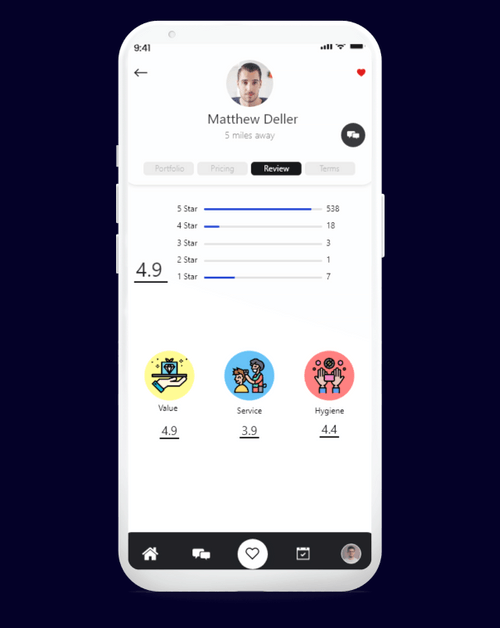 9:41
Matthew Deller
5 miles away
Portfolio Pricing Review Terms
5 Star 538
4 Star 18
3 Star 3
2 Star 1
1 Star 7
4.9
Value Service Hygiene
4.9 3.9 4.4